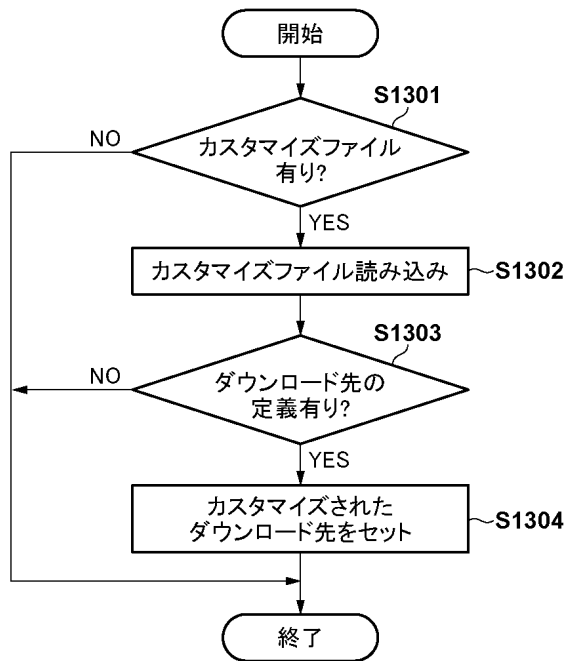 開始
S1301
NO
カスタマイズファイル
有り?
YES
カスタマイズファイル読み込み
S1302
S1303
NO
ダウンロード先の
定義有り?
YES
カスタマイズされた
ダウンロード先をセット
S1304
終了